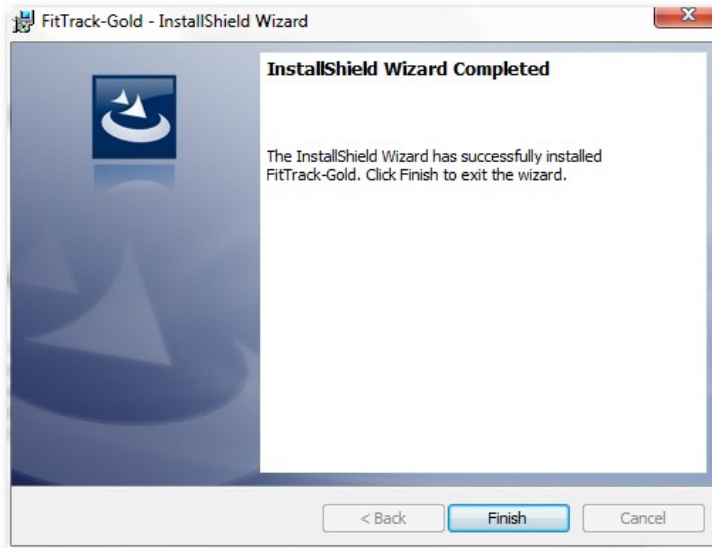 FitTrack-Gold - InstallShield Wizard
X
InstallShield Wizard Completed
The InstallShield Wizard has successfully installed
FitTrack-Gold. Click Finish to exit the wizard.
< Back Finish Cancel